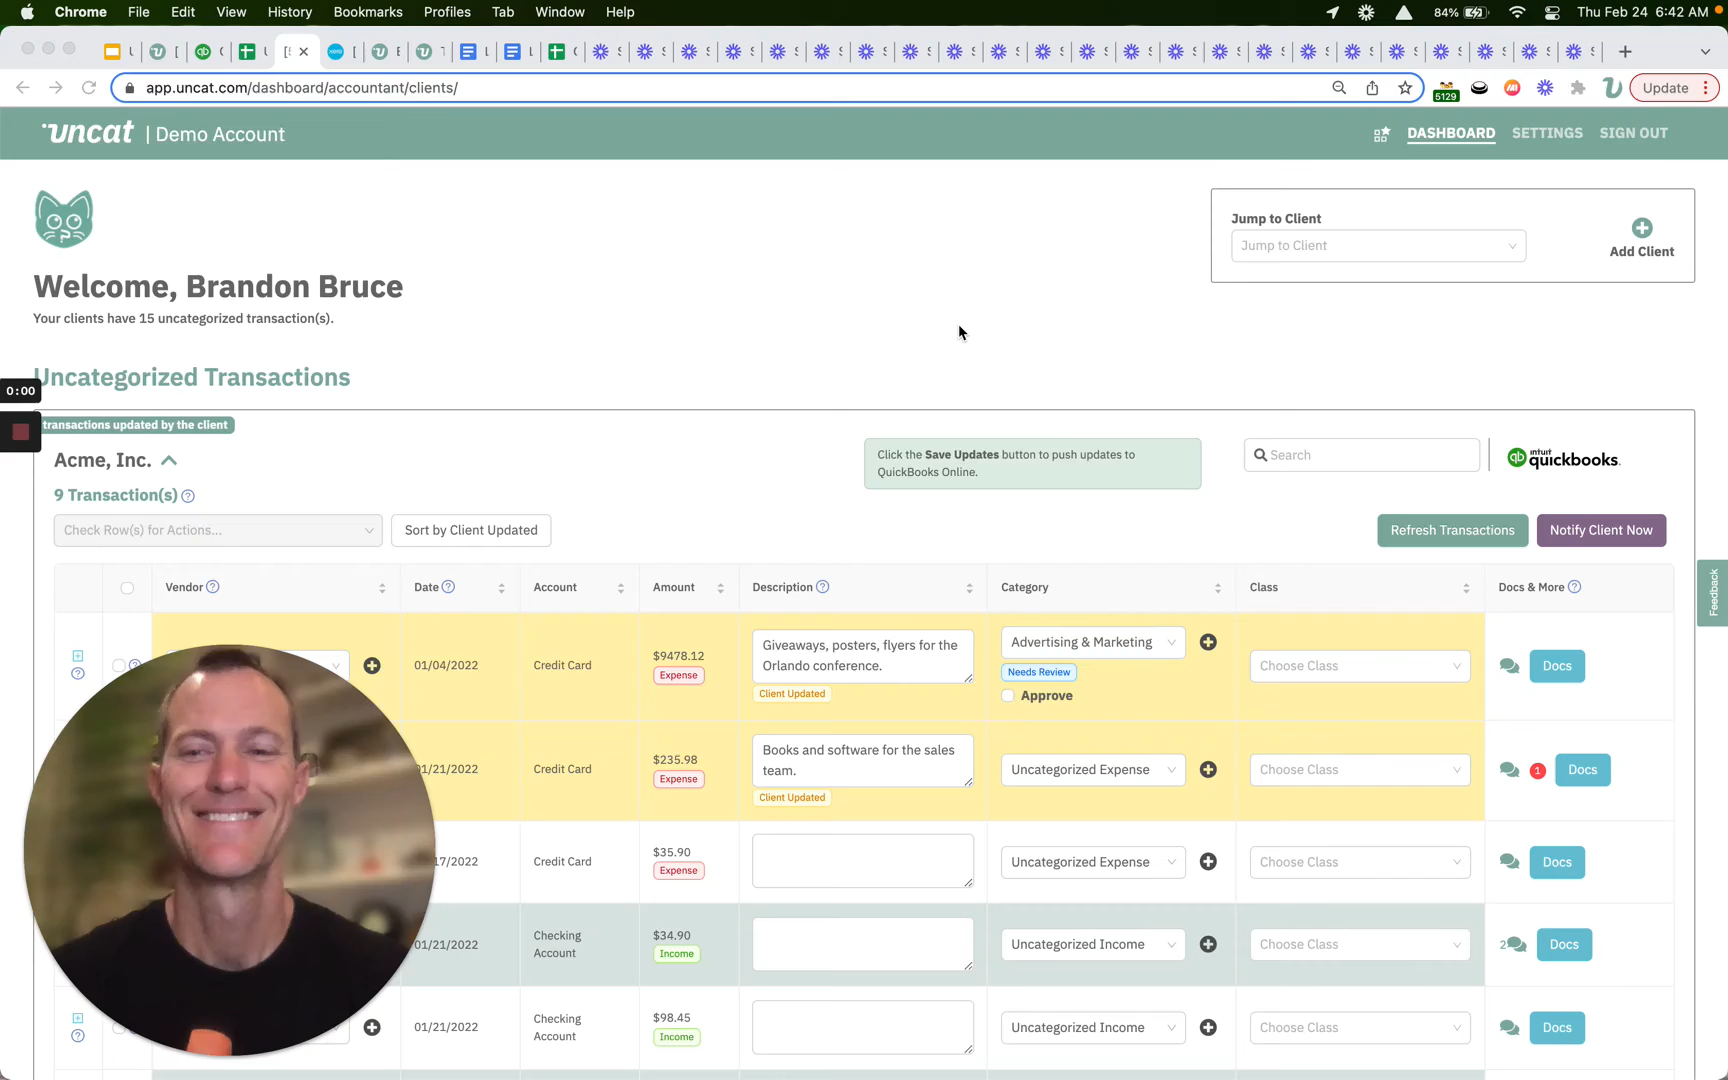 Chrome File Edit View History Bookmarks Profiles Tab Window Help 84% Thu Feb 24 6:42 AM
app.uncat.com/dashboard/accountant/clients/ 5129 Update
uncat | Demo Account DASHBOARD SETTINGS SIGN OUT
Jump to Client
Jump to Client
Add Client
Welcome, Brandon Bruce
Your clients have 15 uncategorized transaction(s).
Uncategorized Transactions
0:00
transactions updated by the client
Acme, Inc.
Click the Save Updates button to push updates to
QuickBooks Online.
Search
intuit
quickbooks.
9 Transaction(s)
Check Row(s) for Actions... Sort by Client Updated Refresh Transactions Notify Client Now
Feedback
Vendor Date Account Amount Description Category Class Docs & More
01/04/2022 Credit Card $9478.12 Expense
Giveaways, posters, flyers for the
Orlando conference.
Client Updated
Advertising & Marketing
Needs Review
Approve
Choose Class Docs
01/21/2022 Credit Card $235.98 Expense
Books and software for the sales
team.
Client Updated
Uncategorized Expense Choose Class 1 Docs
17/2022 Credit Card $35.90 Expense Uncategorized Expense Choose Class Docs
01/21/2022 Checking Account $34.90 Income Uncategorized Income Choose Class 2 Docs
01/21/2022 Checking Account $98.45 Income Uncategorized Income Choose Class Docs